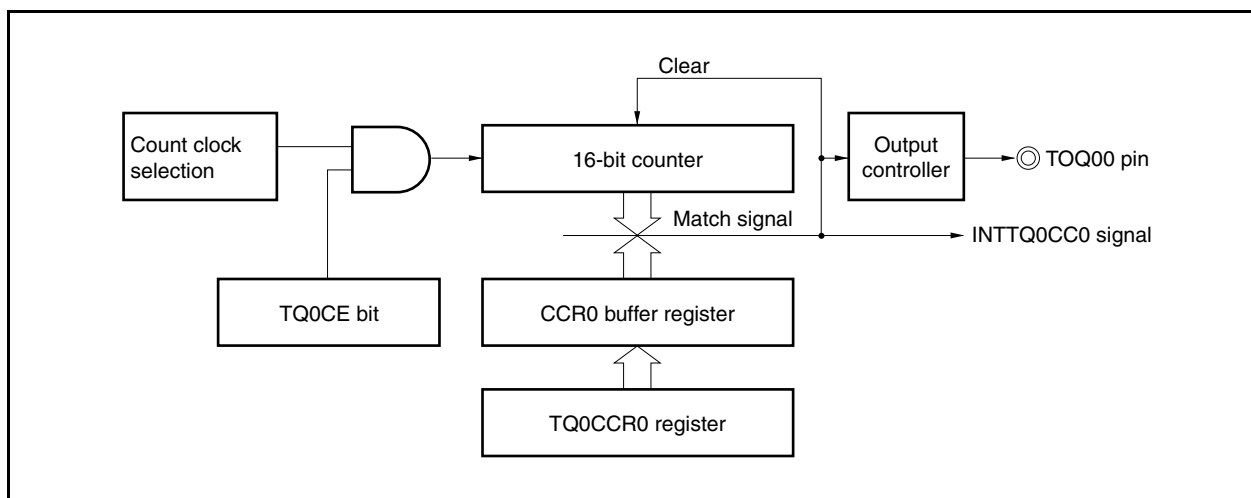 Clear
Count clock
selection
16-bit counter
Output
controller
TOQ00 pin
Match signal
INTTQ0CC0 signal
TQ0CE bit
CCR0 buffer register
TQ0CCR0 register